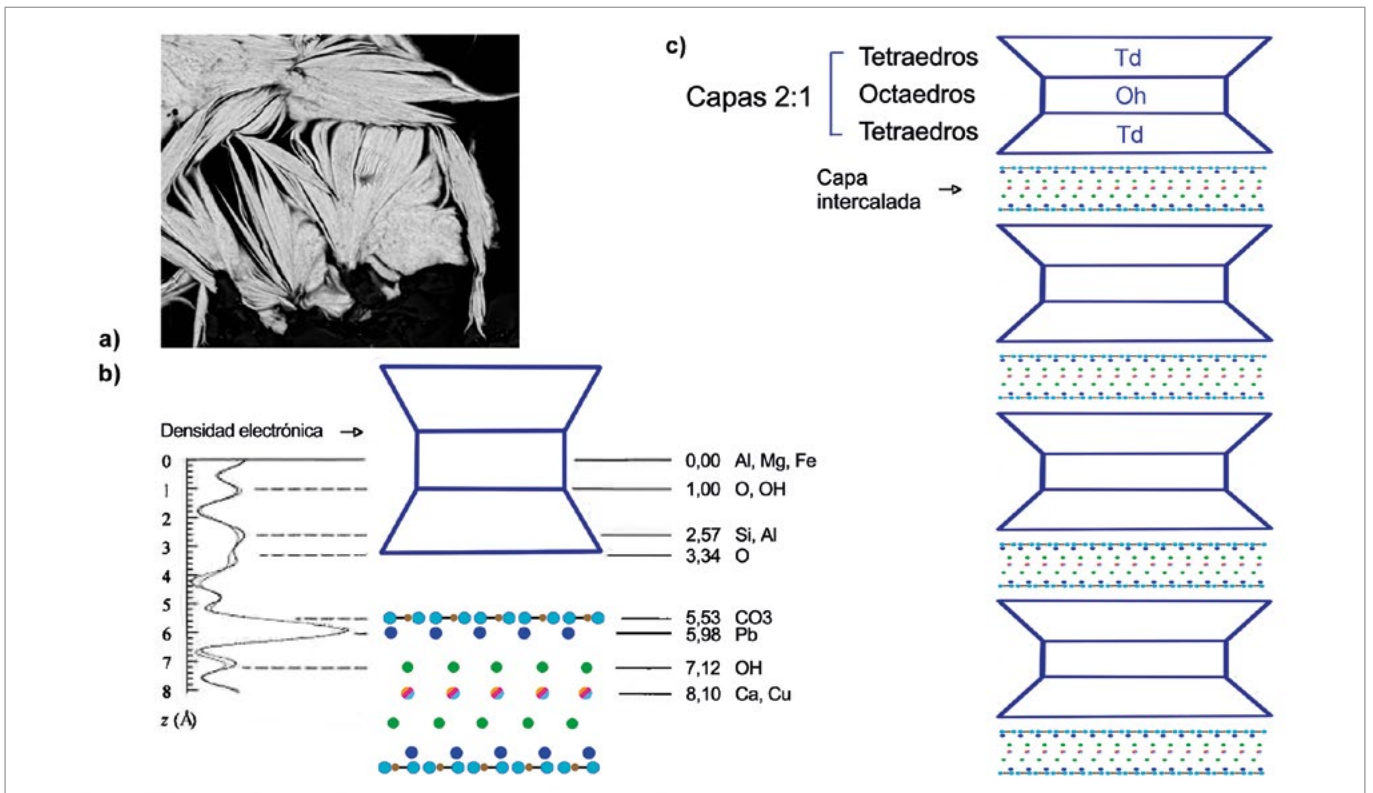 a)
b)
Densidad electrónica
0
1
2
3
4
5
6
7
8
z (Å)
0,00 Al, Mg, Fe
1,00 O, OH
2,57 Si, Al
3,34 O
5,53 CO3
5,98 Pb
7,12 OH
8,10 Ca, Cu
c)
Capas 2:1
Tetraedros
Octaedros
Tetraedros
Td
Oh
Td
Capa
intercalada